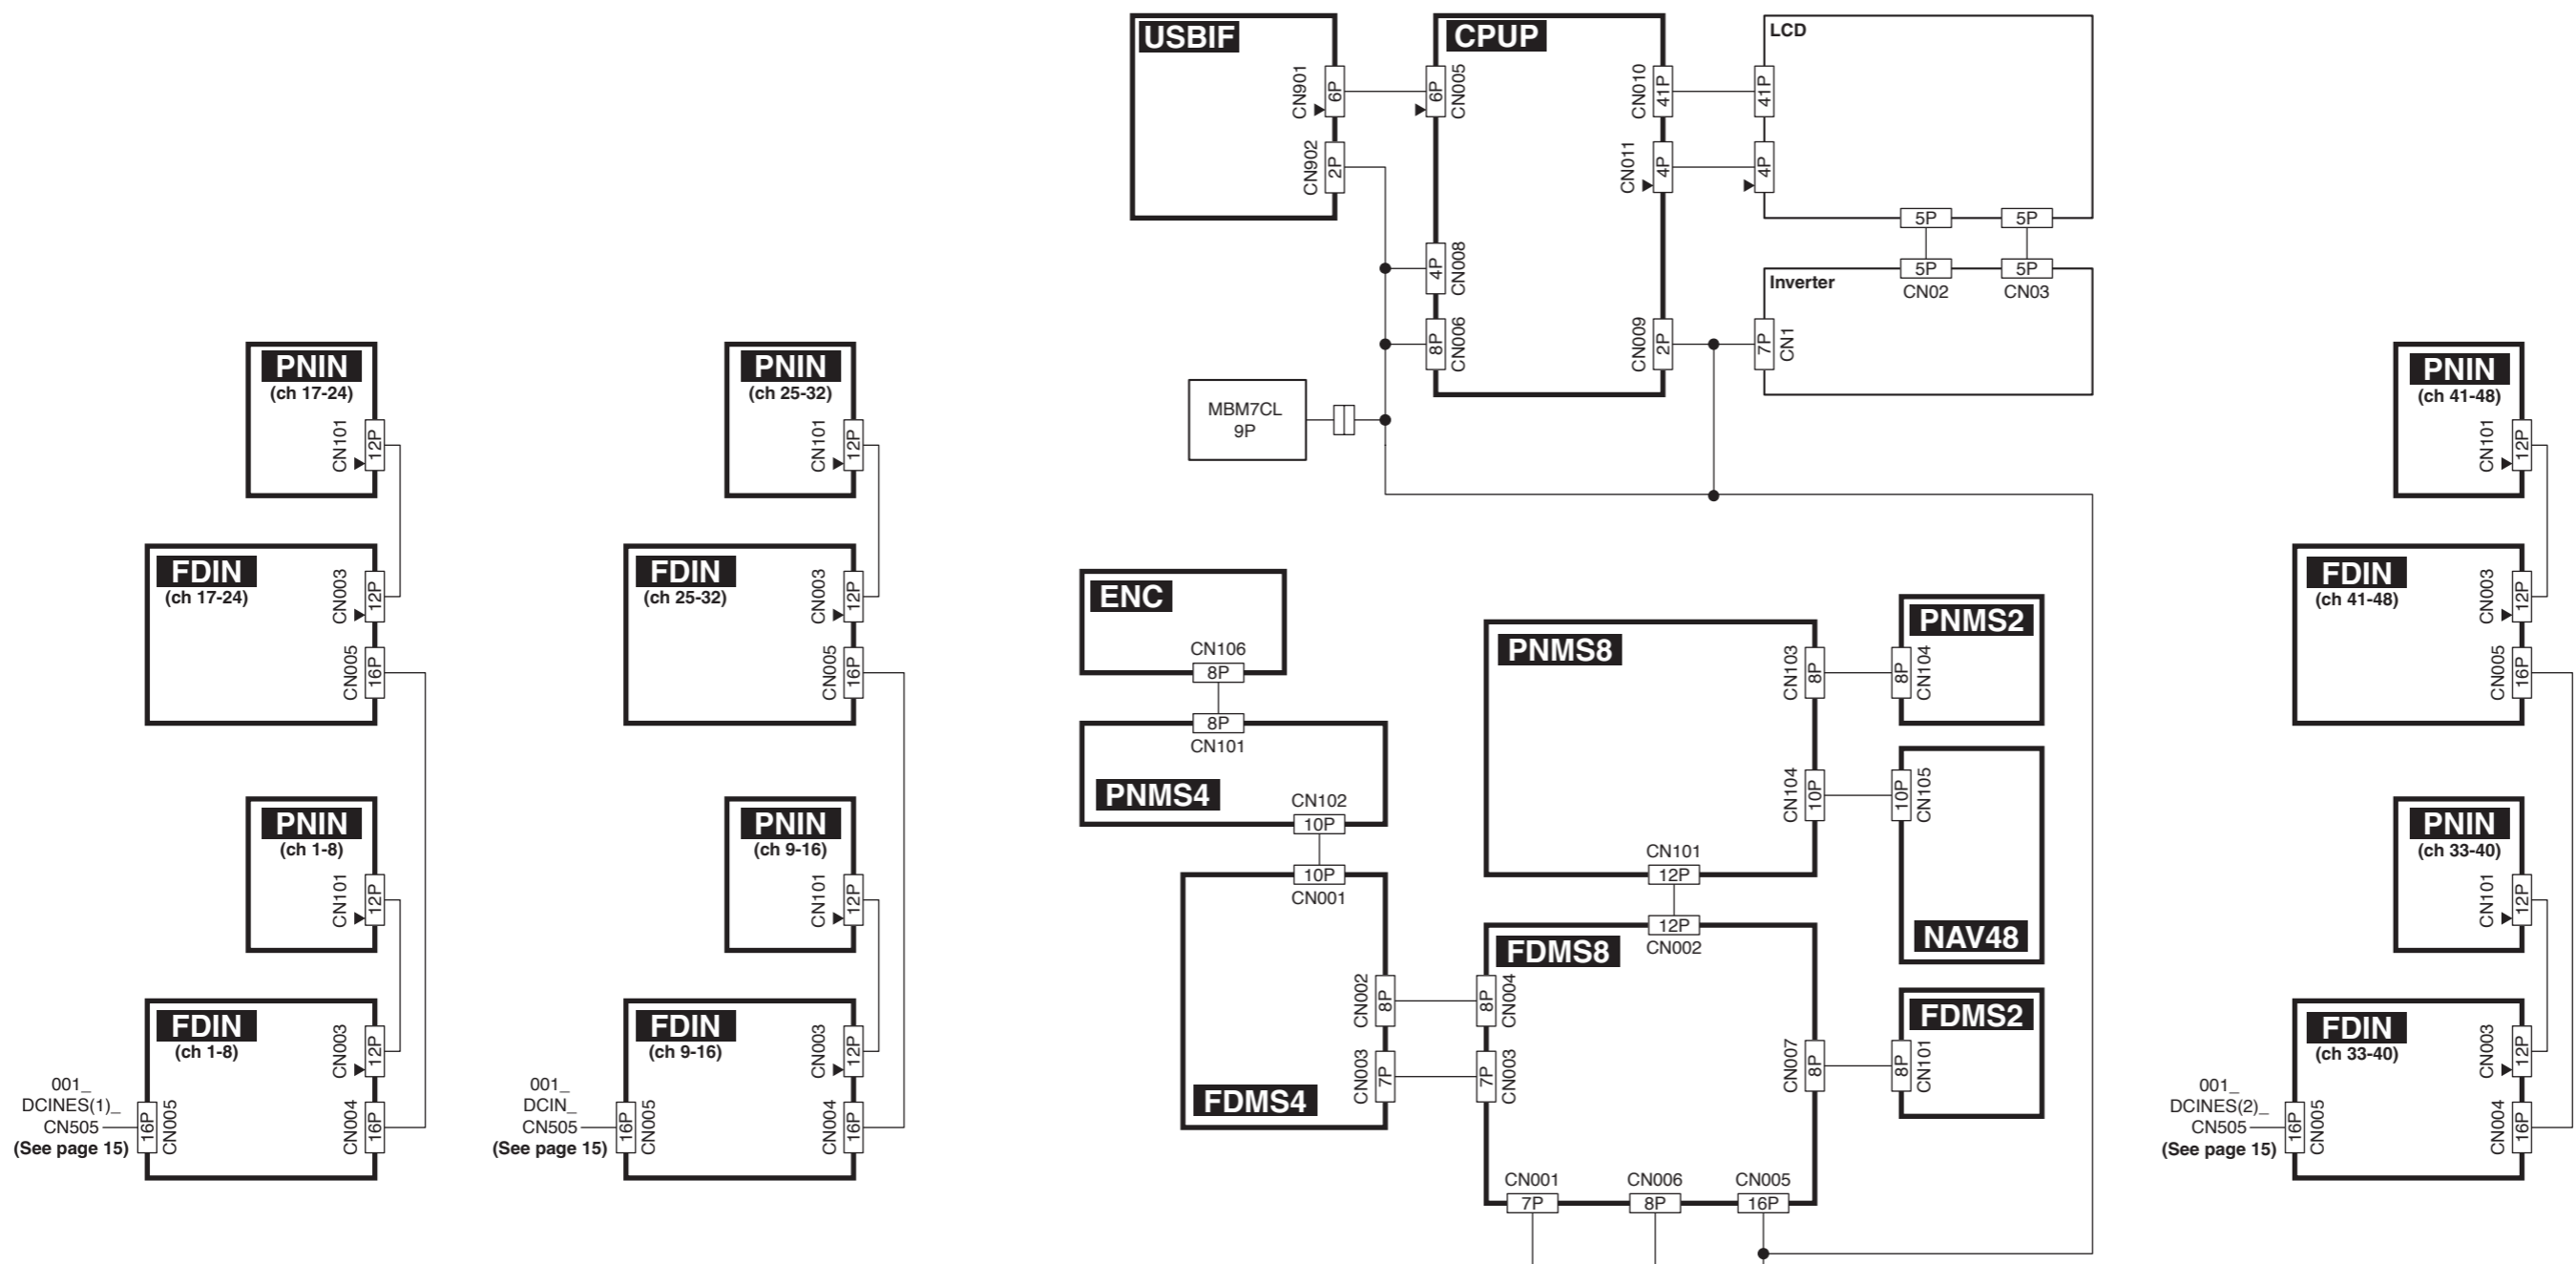 USBIF
CN901
6P
CN902
2P
CPUP
6P
CN005
4P
CN008
8P
CN006
CN010
41P
CN011
4P
CN009
2P
LCD
41P
4P
5P
5P
Inverter
5P
5P
CN02
CN03
7P
CN1
MBM7CL
9P
PNIN
(ch 17-24)
CN101
12P
FDIN
(ch 17-24)
CN003
12P
CN005
16P
PNIN
(ch 1-8)
CN101
12P
FDIN
(ch 1-8)
CN003
12P
CN004
16P
001_
DCINES(1)_
CN505
(See page 15)
16P
CN005
PNIN
(ch 25-32)
CN101
12P
FDIN
(ch 25-32)
CN003
12P
CN005
16P
PNIN
(ch 9-16)
CN101
12P
FDIN
(ch 9-16)
CN003
12P
CN004
16P
001_
DCIN_
CN505
(See page 15)
16P
CN005
ENC
CN106
8P
8P
CN101
PNMS4
CN102
10P
10P
CN001
FDMS4
CN002
8P
CN003
7P
PNMS8
CN103
8P
CN104
10P
CN101
12P
PNMS2
8P
CN104
NAV48
10P
CN105
12P
CN002
FDMS8
8P
CN004
7P
CN003
CN007
8P
CN001
7P
CN006
8P
CN005
16P
FDMS2
8P
CN101
PNIN
(ch 41-48)
CN101
12P
FDIN
(ch 41-48)
CN003
12P
CN005
16P
PNIN
(ch 33-40)
CN101
12P
FDIN
(ch 33-40)
CN003
12P
CN004
16P
001_
DCINES(2)_
CN505
(See page 15)
16P
CN005